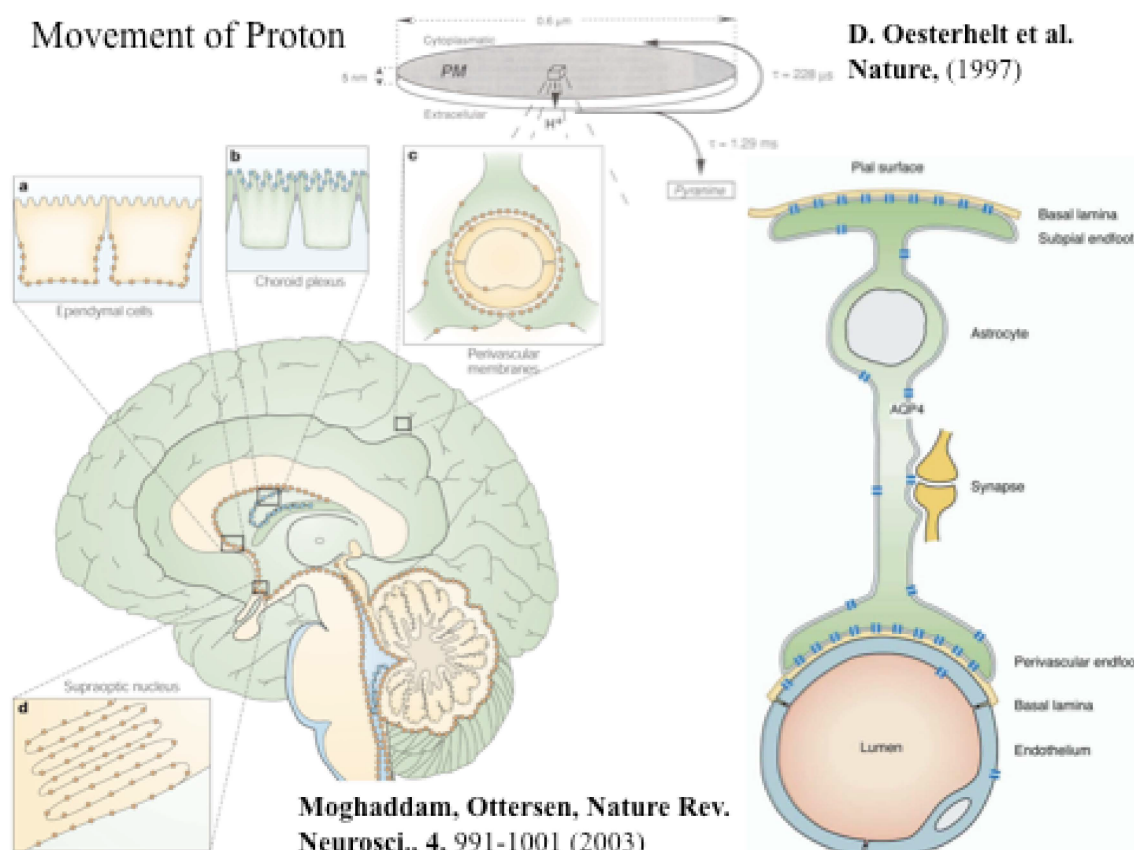 Movement of Proton
0.6 µm
Cytoplasmatic
PM
5 nm
Extracellular
H+
τ = 228 µs
τ = 1.29 ms
Pyranine
D. Oesterhelt et al.
Nature, (1997)
a
Ependymal cells
b
Choroid plexus
c
Perivascular
membranes
Supraoptic nucleus
d
Moghaddam, Ottersen, Nature Rev.
Neurosci., 4, 991-1001 (2003)
Pial surface
Basal lamina
Subpial endfoot
Astrocyte
AQP4
Synapse
Perivascular endfoo
Basal lamina
Lumen
Endothelium